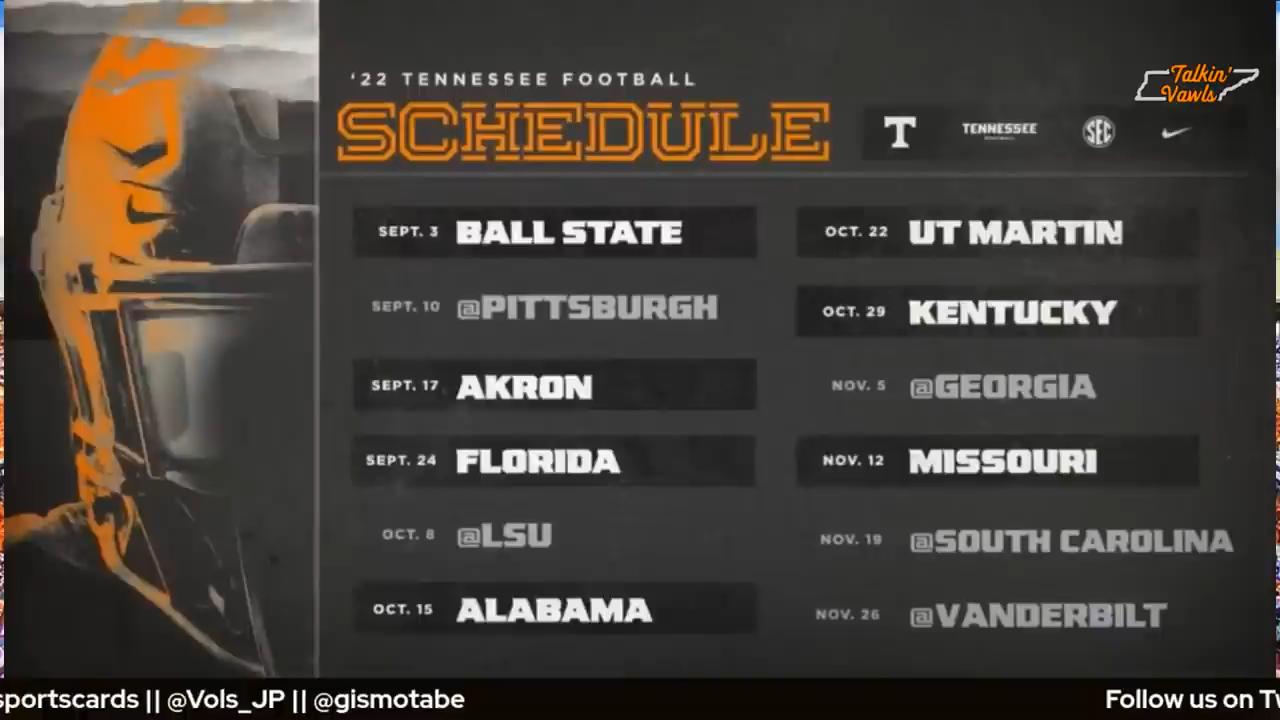 '22 TENNESSEE FOOTBALL
SCHEDULE
T
TENNESSEE
SEC
Talkin'
Vawls
SEPT. 3 BALL STATE
SEPT. 10 @PITTSBURGH
SEPT. 17 AKRON
SEPT. 24 FLORIDA
OCT. 8 @LSU
OCT. 15 ALABAMA
OCT. 22 UT MARTIN
OCT. 29 KENTUCKY
NOV. 5 @GEORGIA
NOV. 12 MISSOURI
NOV. 19 @SOUTH CAROLINA
NOV. 26 @VANDERBILT
sportscards || @Vols_JP || @gismotabe
Follow us on Tw